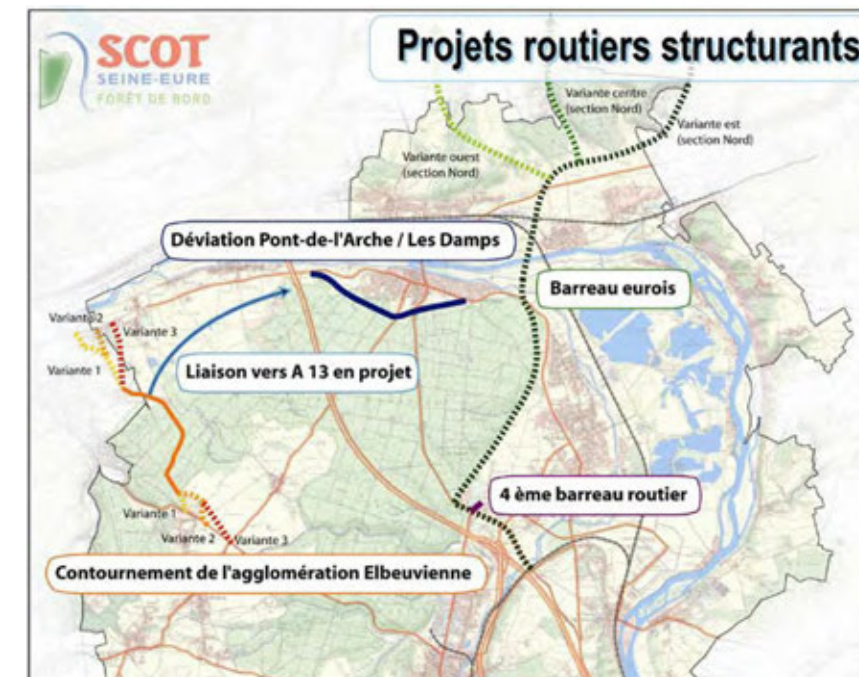 SCOT
SEINE-EURE
FORÊT DE BORD
Projets routiers structurants
Variante centre
(section Nord)
Variante est
(section Nord)
Variante ouest
(section Nord)
Déviation Pont-de-l'Arche / Les Damps
Barreau eurois
Variante 2
Variante 3
Variante 1
Liaison vers A 13 en projet
4 ème barreau routier
Variante 1
Variante 2
Variante 3
Contournement de l'agglomération Elbeuvienne